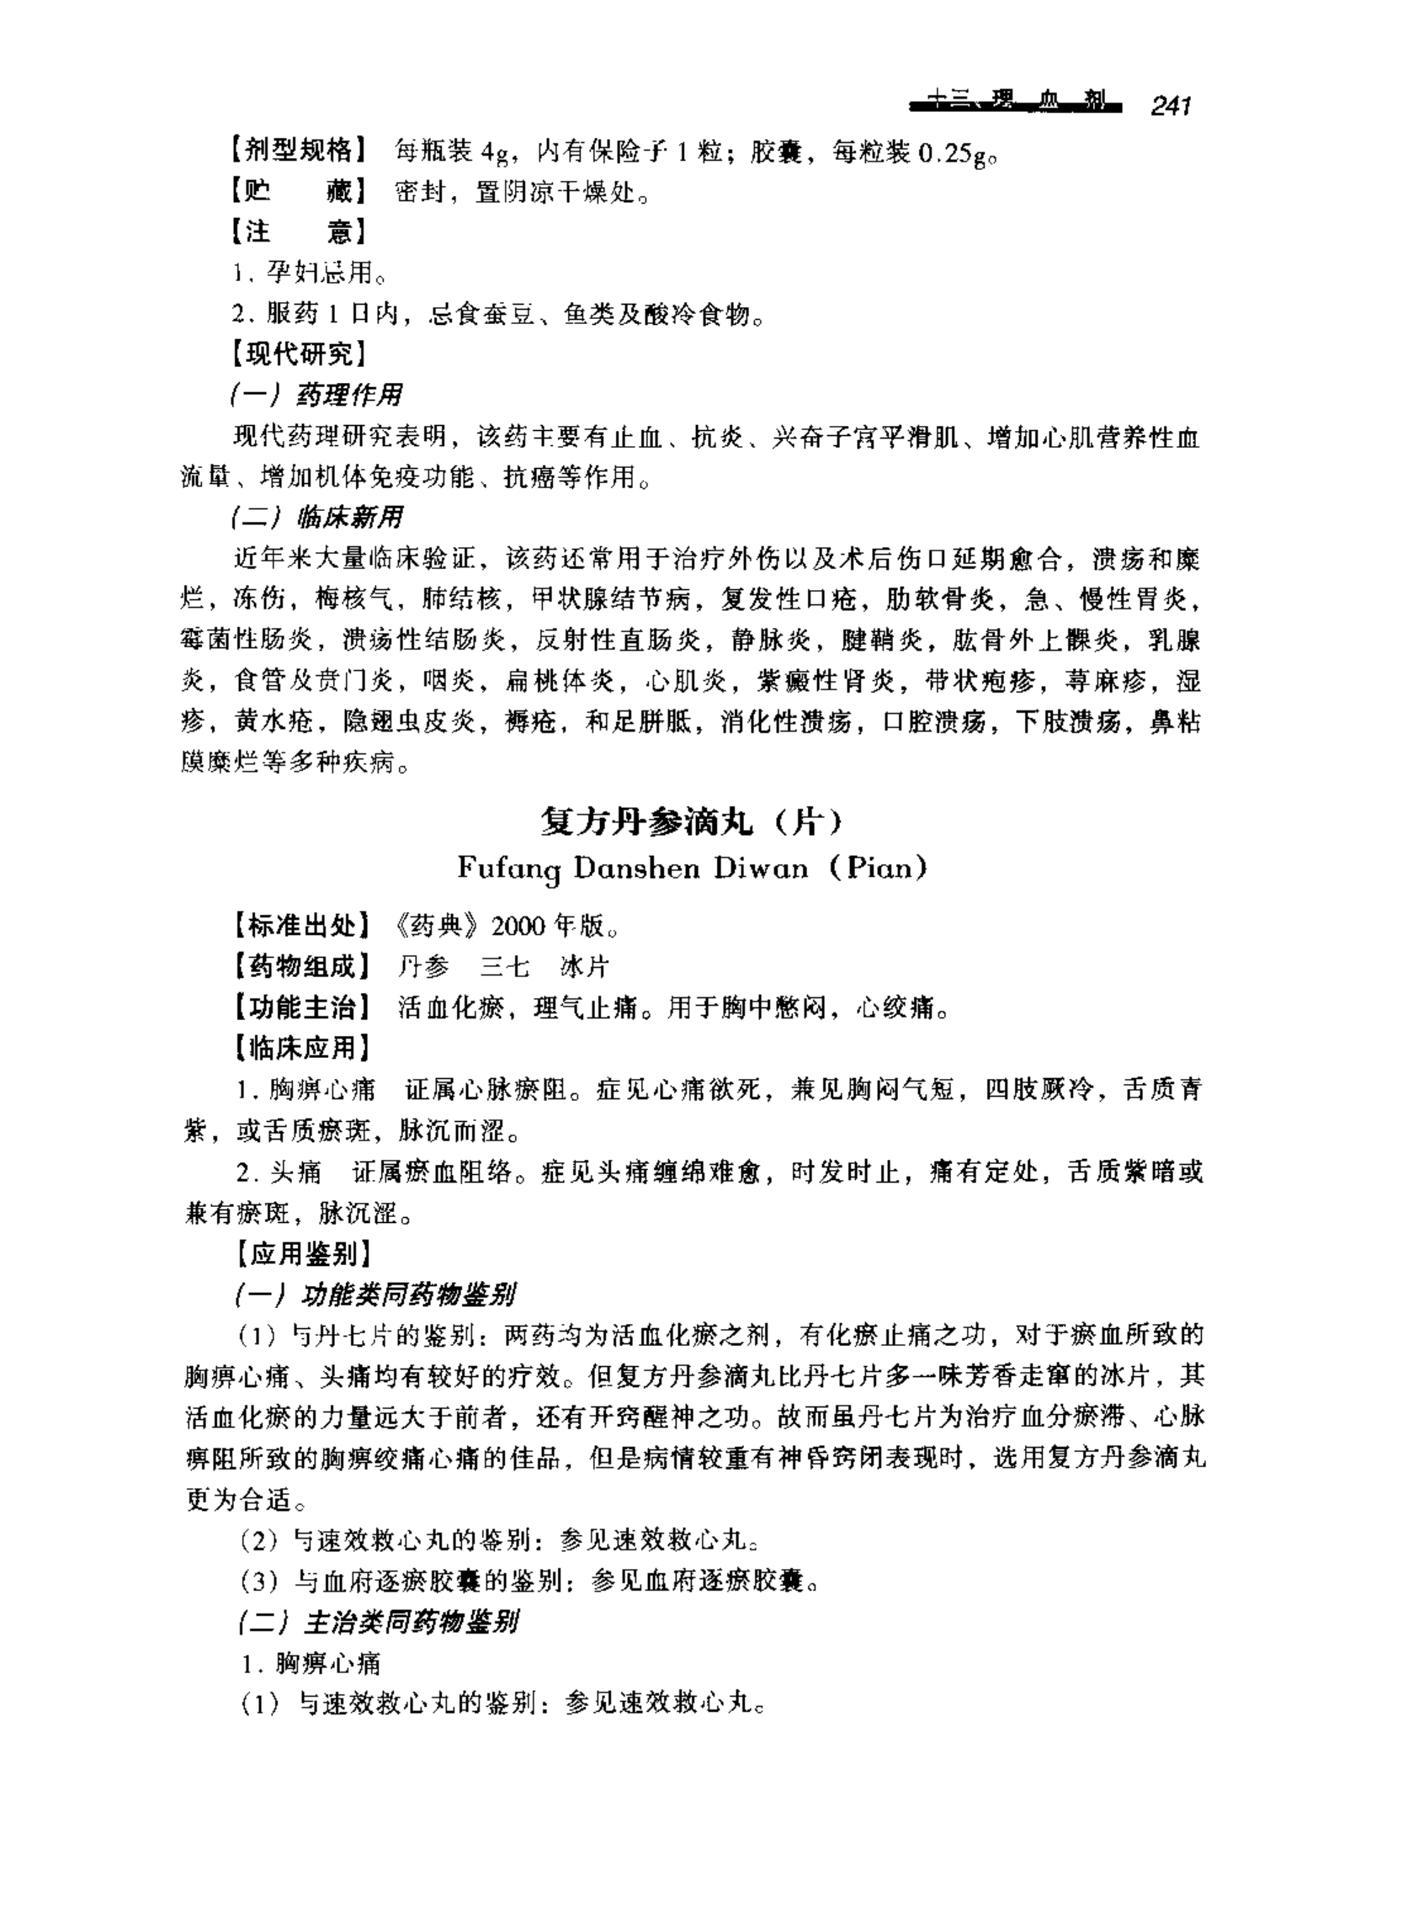 十三、理血剂 241
【剂型规格】 每瓶装 4g，内有保险子 1 粒；胶囊，每粒装 0.25g。
【贮　　藏】 密封，置阴凉干燥处。
【注　　意】
1. 孕妇忌用。
2. 服药 1 日内，忌食蚕豆、鱼类及酸冷食物。
【现代研究】
（一）药理作用
现代药理研究表明，该药主要有止血、抗炎、兴奋子宫平滑肌、增加心肌营养性血
流量、增加机体免疫功能、抗癌等作用。
（二）临床新用
近年来大量临床验证，该药还常用于治疗外伤以及术后伤口延期愈合，溃疡和糜
烂，冻伤，梅核气，肺结核，甲状腺结节病，复发性口疮，肋软骨炎，急、慢性胃炎，
霉菌性肠炎，溃疡性结肠炎，反射性直肠炎，静脉炎，腱鞘炎，肱骨外上髁炎，乳腺
炎，食管及贲门炎，咽炎，扁桃体炎，心肌炎，紫癜性肾炎，带状疱疹，荨麻疹，湿
疹，黄水疮，隐翅虫皮炎，褥疮，和足胼胝，消化性溃疡，口腔溃疡，下肢溃疡，鼻粘
膜糜烂等多种疾病。
复方丹参滴丸（片）
Fufang Danshen Diwan（Pian）
【标准出处】《药典》2000 年版。
【药物组成】 丹参　三七　冰片
【功能主治】 活血化瘀，理气止痛。用于胸中憋闷，心绞痛。
【临床应用】
1. 胸痹心痛　证属心脉瘀阻。症见心痛欲死，兼见胸闷气短，四肢厥冷，舌质青
紫，或舌质瘀斑，脉沉而涩。
2. 头痛　证属瘀血阻络。症见头痛缠绵难愈，时发时止，痛有定处，舌质紫暗或
兼有瘀斑，脉沉涩。
【应用鉴别】
（一）功能类同药物鉴别
（1）与丹七片的鉴别：两药均为活血化瘀之剂，有化瘀止痛之功，对于瘀血所致的
胸痹心痛、头痛均有较好的疗效。但复方丹参滴丸比丹七片多一味芳香走窜的冰片，其
活血化瘀的力量远大于前者，还有开窍醒神之功。故而虽丹七片为治疗血分瘀滞、心脉
痹阻所致的胸痹绞痛心痛的佳品，但是病情较重有神昏窍闭表现时，选用复方丹参滴丸
更为合适。
（2）与速效救心丸的鉴别：参见速效救心丸。
（3）与血府逐瘀胶囊的鉴别：参见血府逐瘀胶囊。
（二）主治类同药物鉴别
1. 胸痹心痛
（1）与速效救心丸的鉴别：参见速效救心丸。